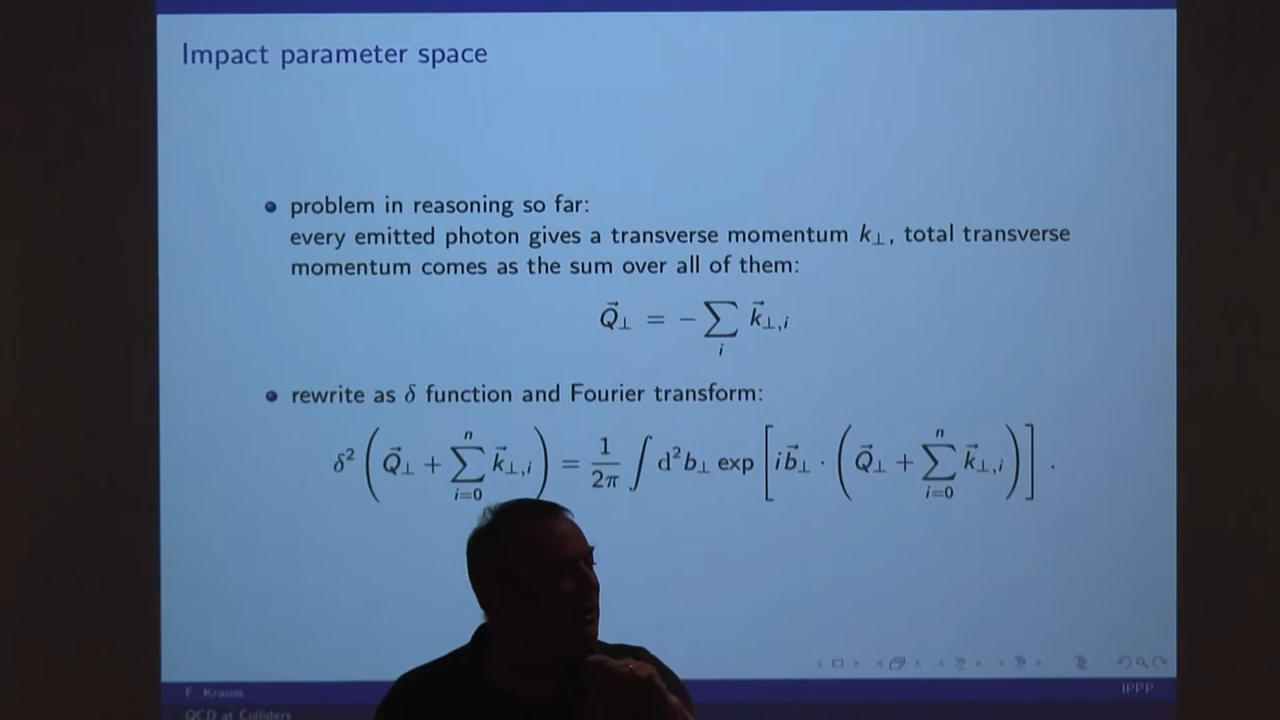 Impact parameter space
problem in reasoning so far:
every emitted photon gives a transverse momentum k⊥, total transverse
momentum comes as the sum over all of them:
Q⃗⊥ = − ∑_i k⃗⊥,i
rewrite as δ function and Fourier transform:
δ² ( Q⃗⊥ + ∑_{i=0}^{n} k⃗⊥,i ) = 1/2π ∫ d²b⊥ exp [ i b⃗⊥ · ( Q⃗⊥ + ∑_{i=0}^{n} k⃗⊥,i ) ] .
F. Krauss
IPPP
QCD at Colliders